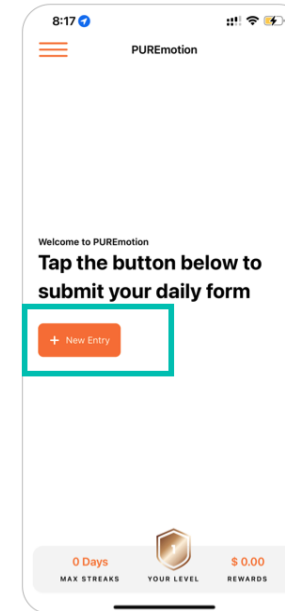 8:17
PUREmotion
Welcome to PUREmotion
Tap the button below to
submit your daily form
+ New Entry
1
0 Days
$ 0.00
MAX STREAKS
YOUR LEVEL
REWARDS